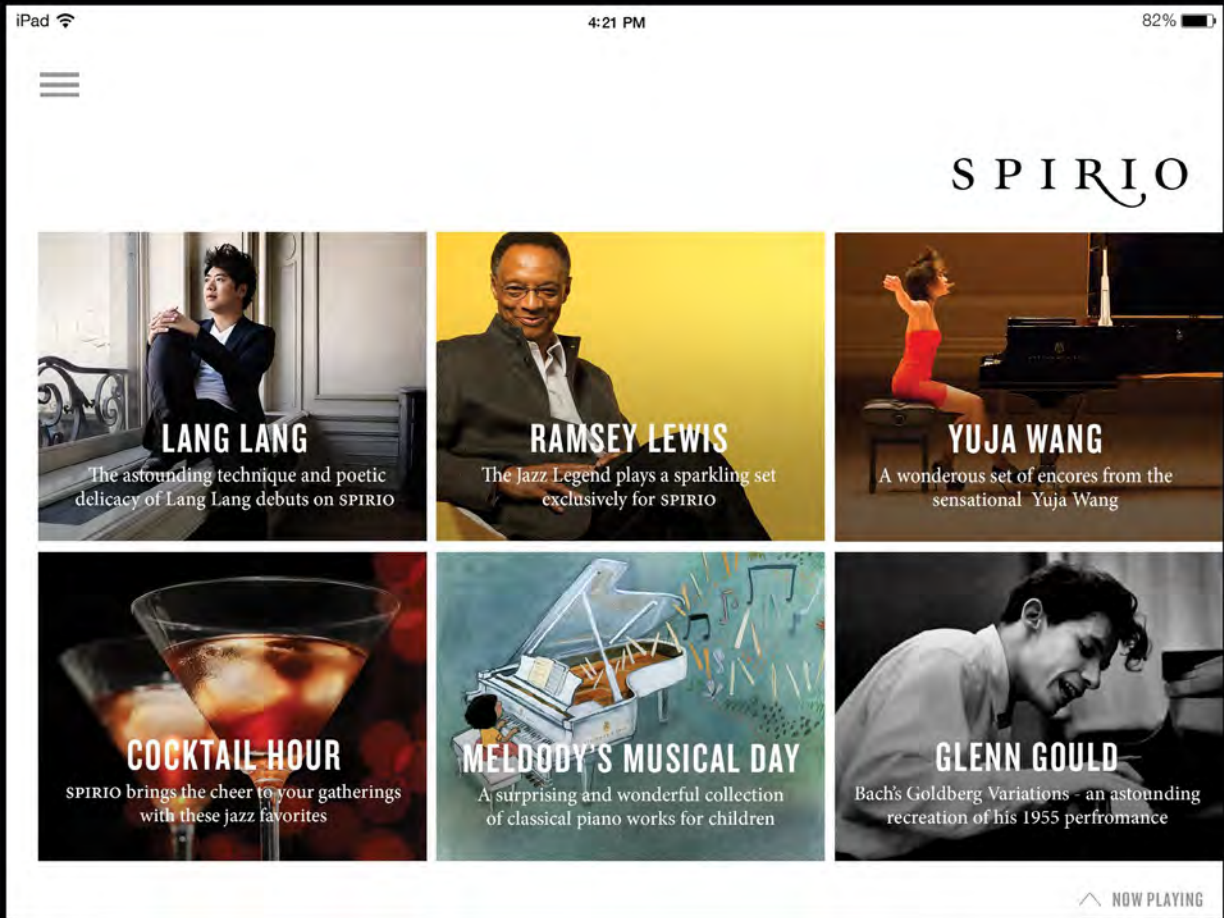 iPad
4:21 PM
82%
SPIRIO
LANG LANG
The astounding technique and poetic
delicacy of Lang Lang debuts on SPIRIO
RAMSEY LEWIS
The Jazz Legend plays a sparkling set
exclusively for SPIRIO
YUJA WANG
A wonderous set of encores from the
sensational Yuja Wang
COCKTAIL HOUR
SPIRIO brings the cheer to your gatherings
with these jazz favorites
MELDODY'S MUSICAL DAY
A surprising and wonderful collection
of classical piano works for children
GLENN GOULD
Bach's Goldberg Variations - an astounding
recreation of his 1955 perfromance
NOW PLAYING